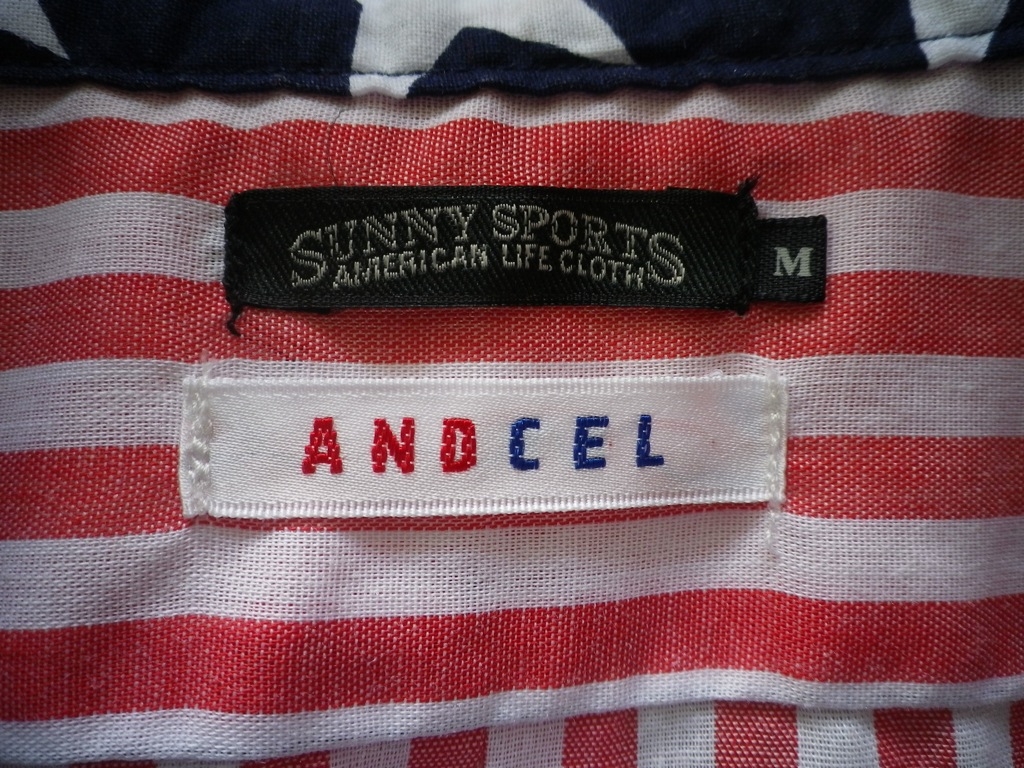 SUNNY SPORTS
AMERICAN LIFE CLOTH
M
ANDCEL